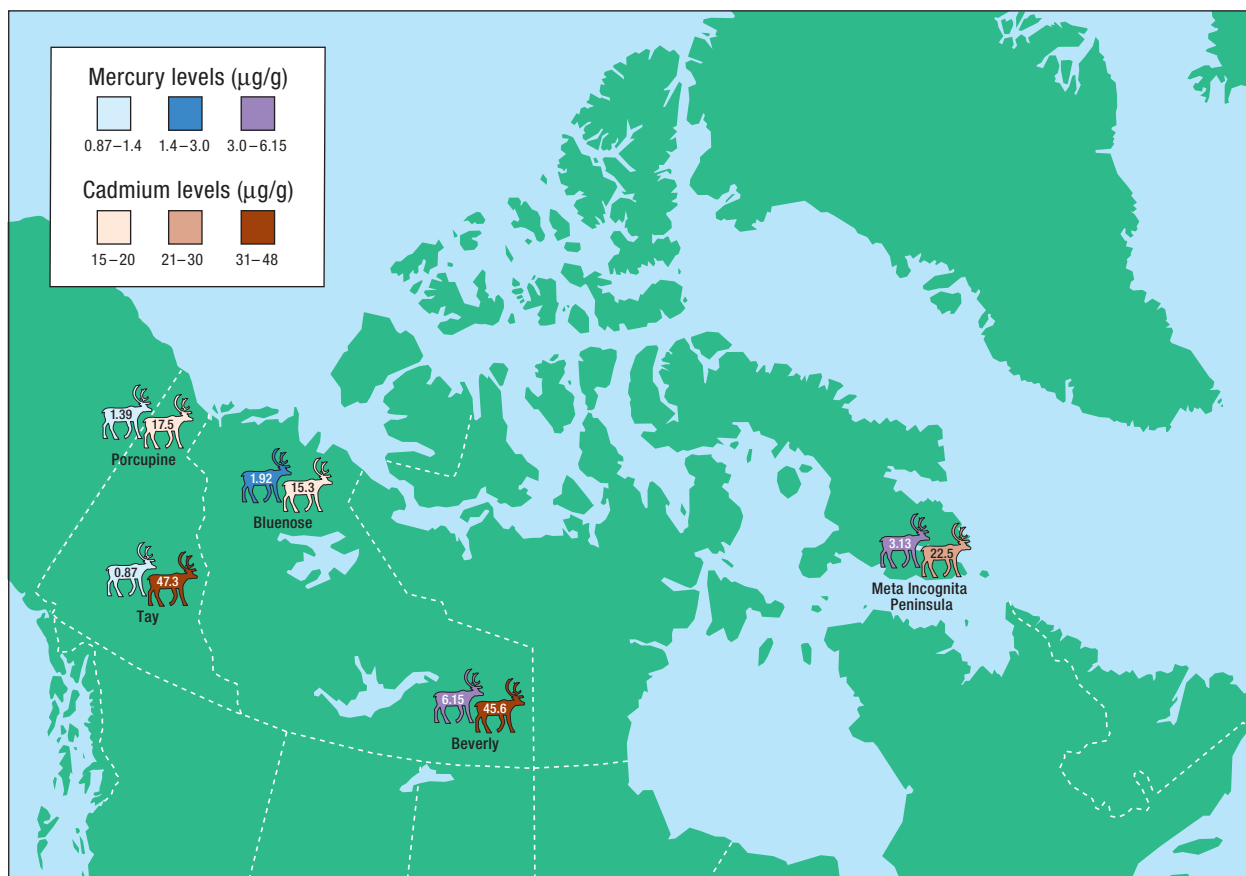 Mercury levels (μg/g)
0.87–1.4 1.4–3.0 3.0–6.15
Cadmium levels (μg/g)
15–20 21–30 31–48
1.39
17.5
Porcupine
1.92
15.3
Bluenose
0.87
47.3
Tay
3.13
22.5
Meta Incognita
Peninsula
6.15
45.6
Beverly